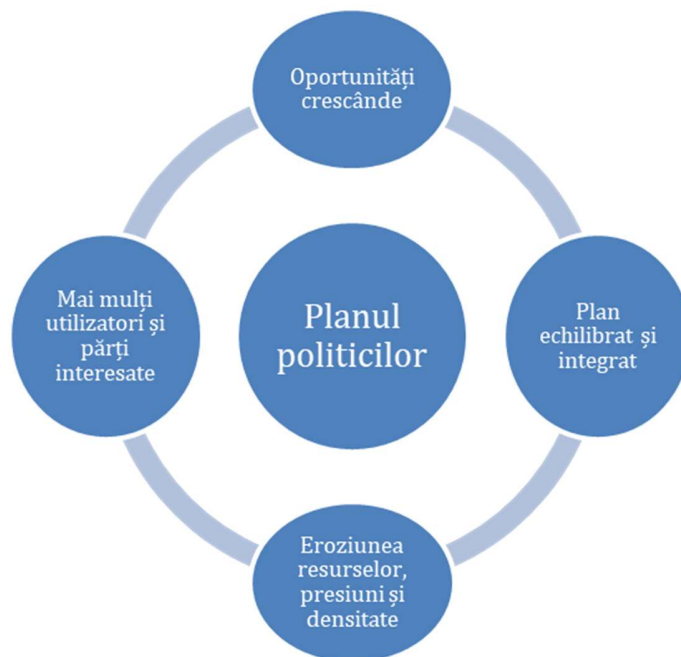 Oportunități
crescânde
Mai mulți
utilizatori și
părți
interesate
Planul
politicilor
Plan
echilibrat și
integrat
Eroziunea
resurselor,
presiuni și
densitate